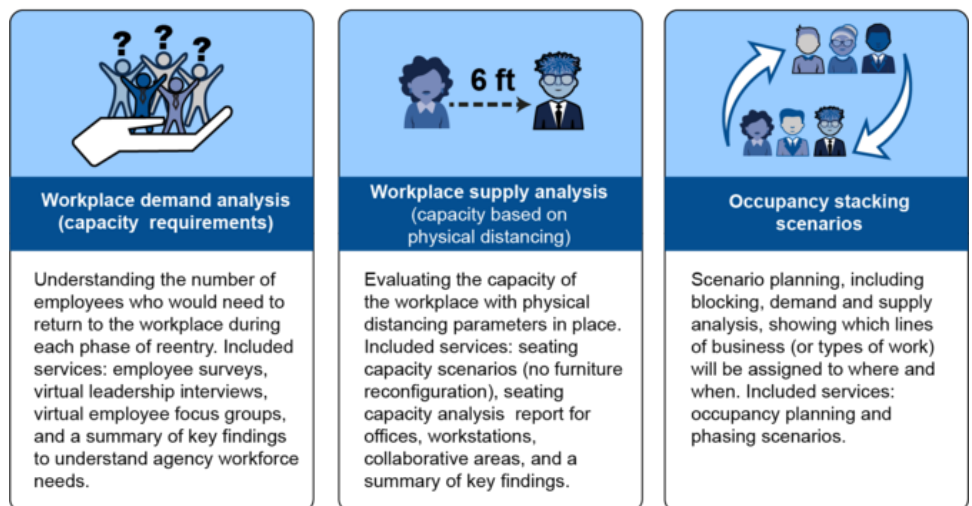 ? ? ?
Workplace demand analysis
(capacity requirements)
Understanding the number of
employees who would need to
return to the workplace during
each phase of reentry. Included
services: employee surveys,
virtual leadership interviews,
virtual employee focus groups,
and a summary of key findings
to understand agency workforce
needs.
6 ft
Workplace supply analysis
(capacity based on
physical distancing)
Evaluating the capacity of
the workplace with physical
distancing parameters in place.
Included services: seating
capacity scenarios (no furniture
reconfiguration), seating
capacity analysis report for
offices, workstations,
collaborative areas, and a
summary of key findings.
Occupancy stacking
scenarios
Scenario planning, including
blocking, demand and supply
analysis, showing which lines
of business (or types of work)
will be assigned to where and
when. Included services:
occupancy planning and
phasing scenarios.